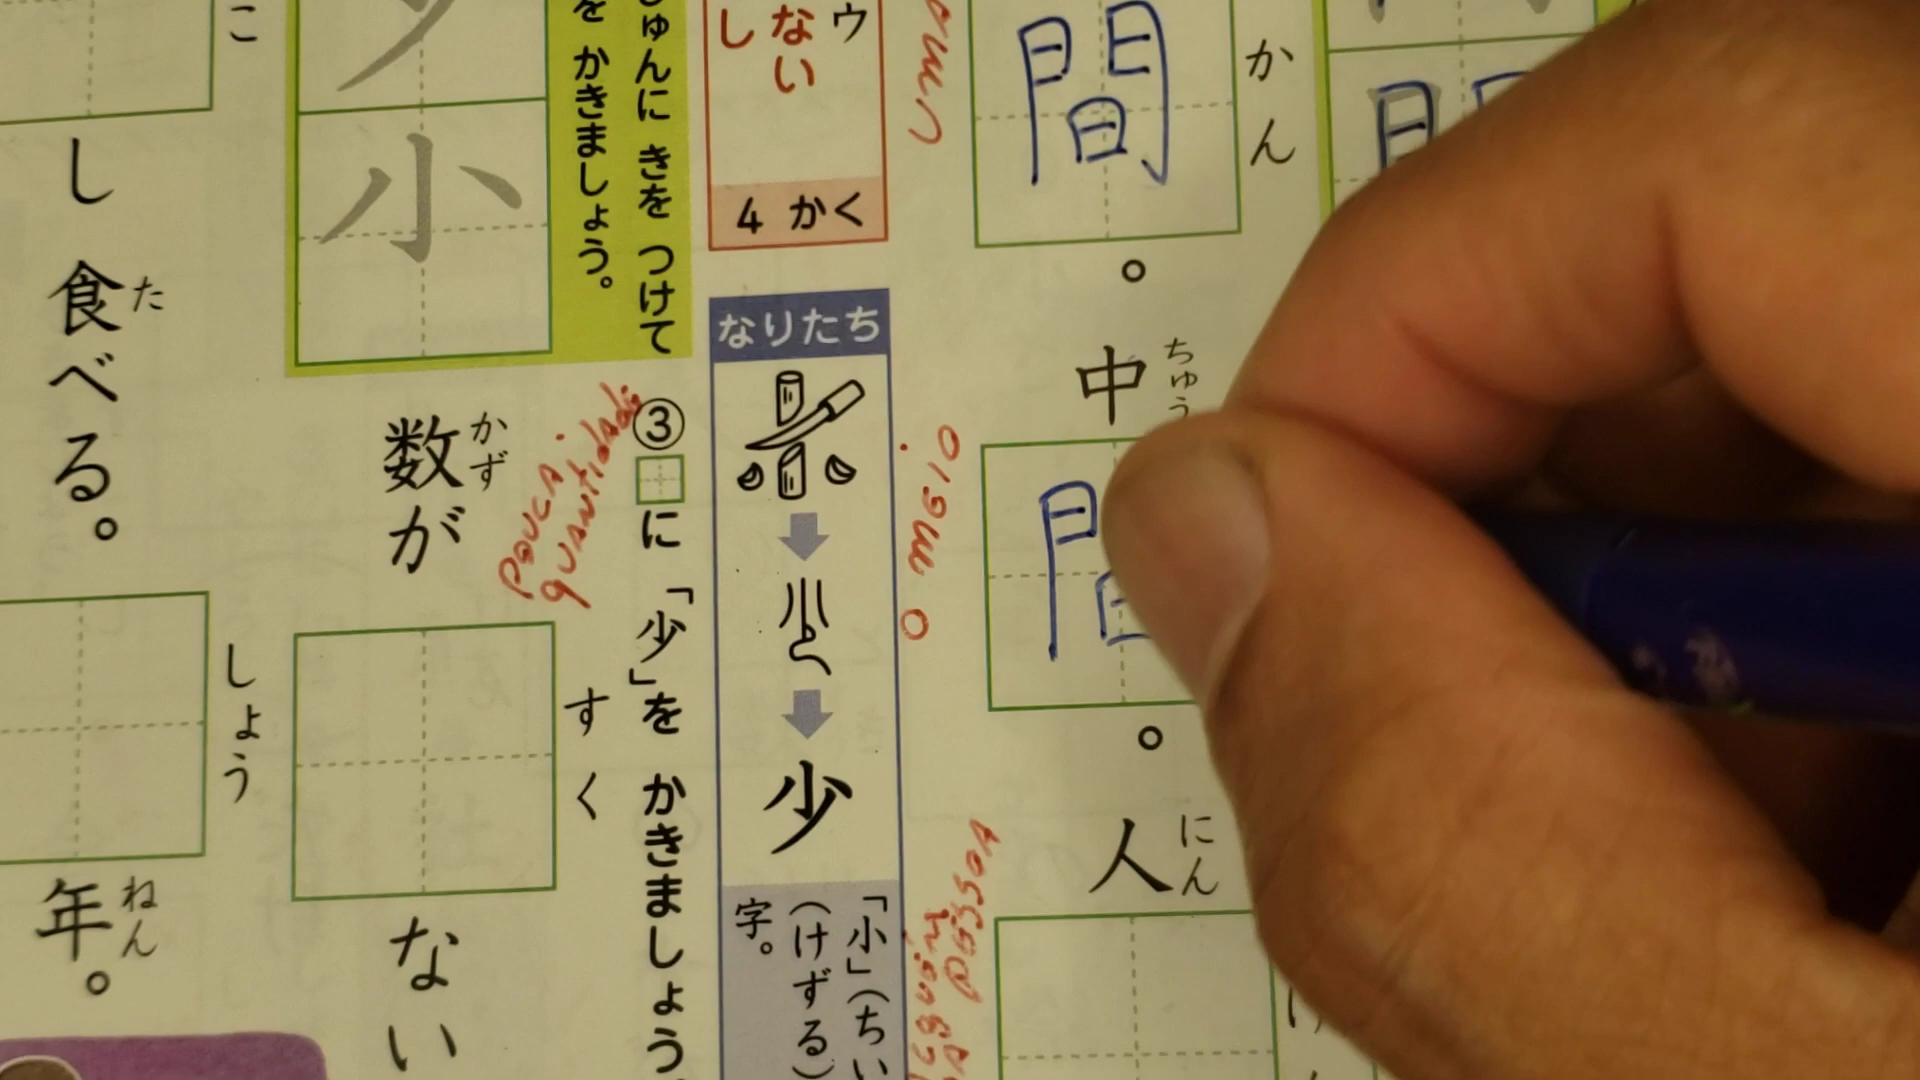 間
かん
。
中
ちゅう
間
。
人
にん
o meio
pessoa
ウ
ない
し
4 かく
なりたち
少
「小」(ちい
(けずる)
字。
じゅんに きを つけて
を かきましょう。
③ に 「少」を かきましょう。
pouca
quantidade
小
数が
かず
すく
ない
こ
し 食べる。
た
しょう
年。
ねん